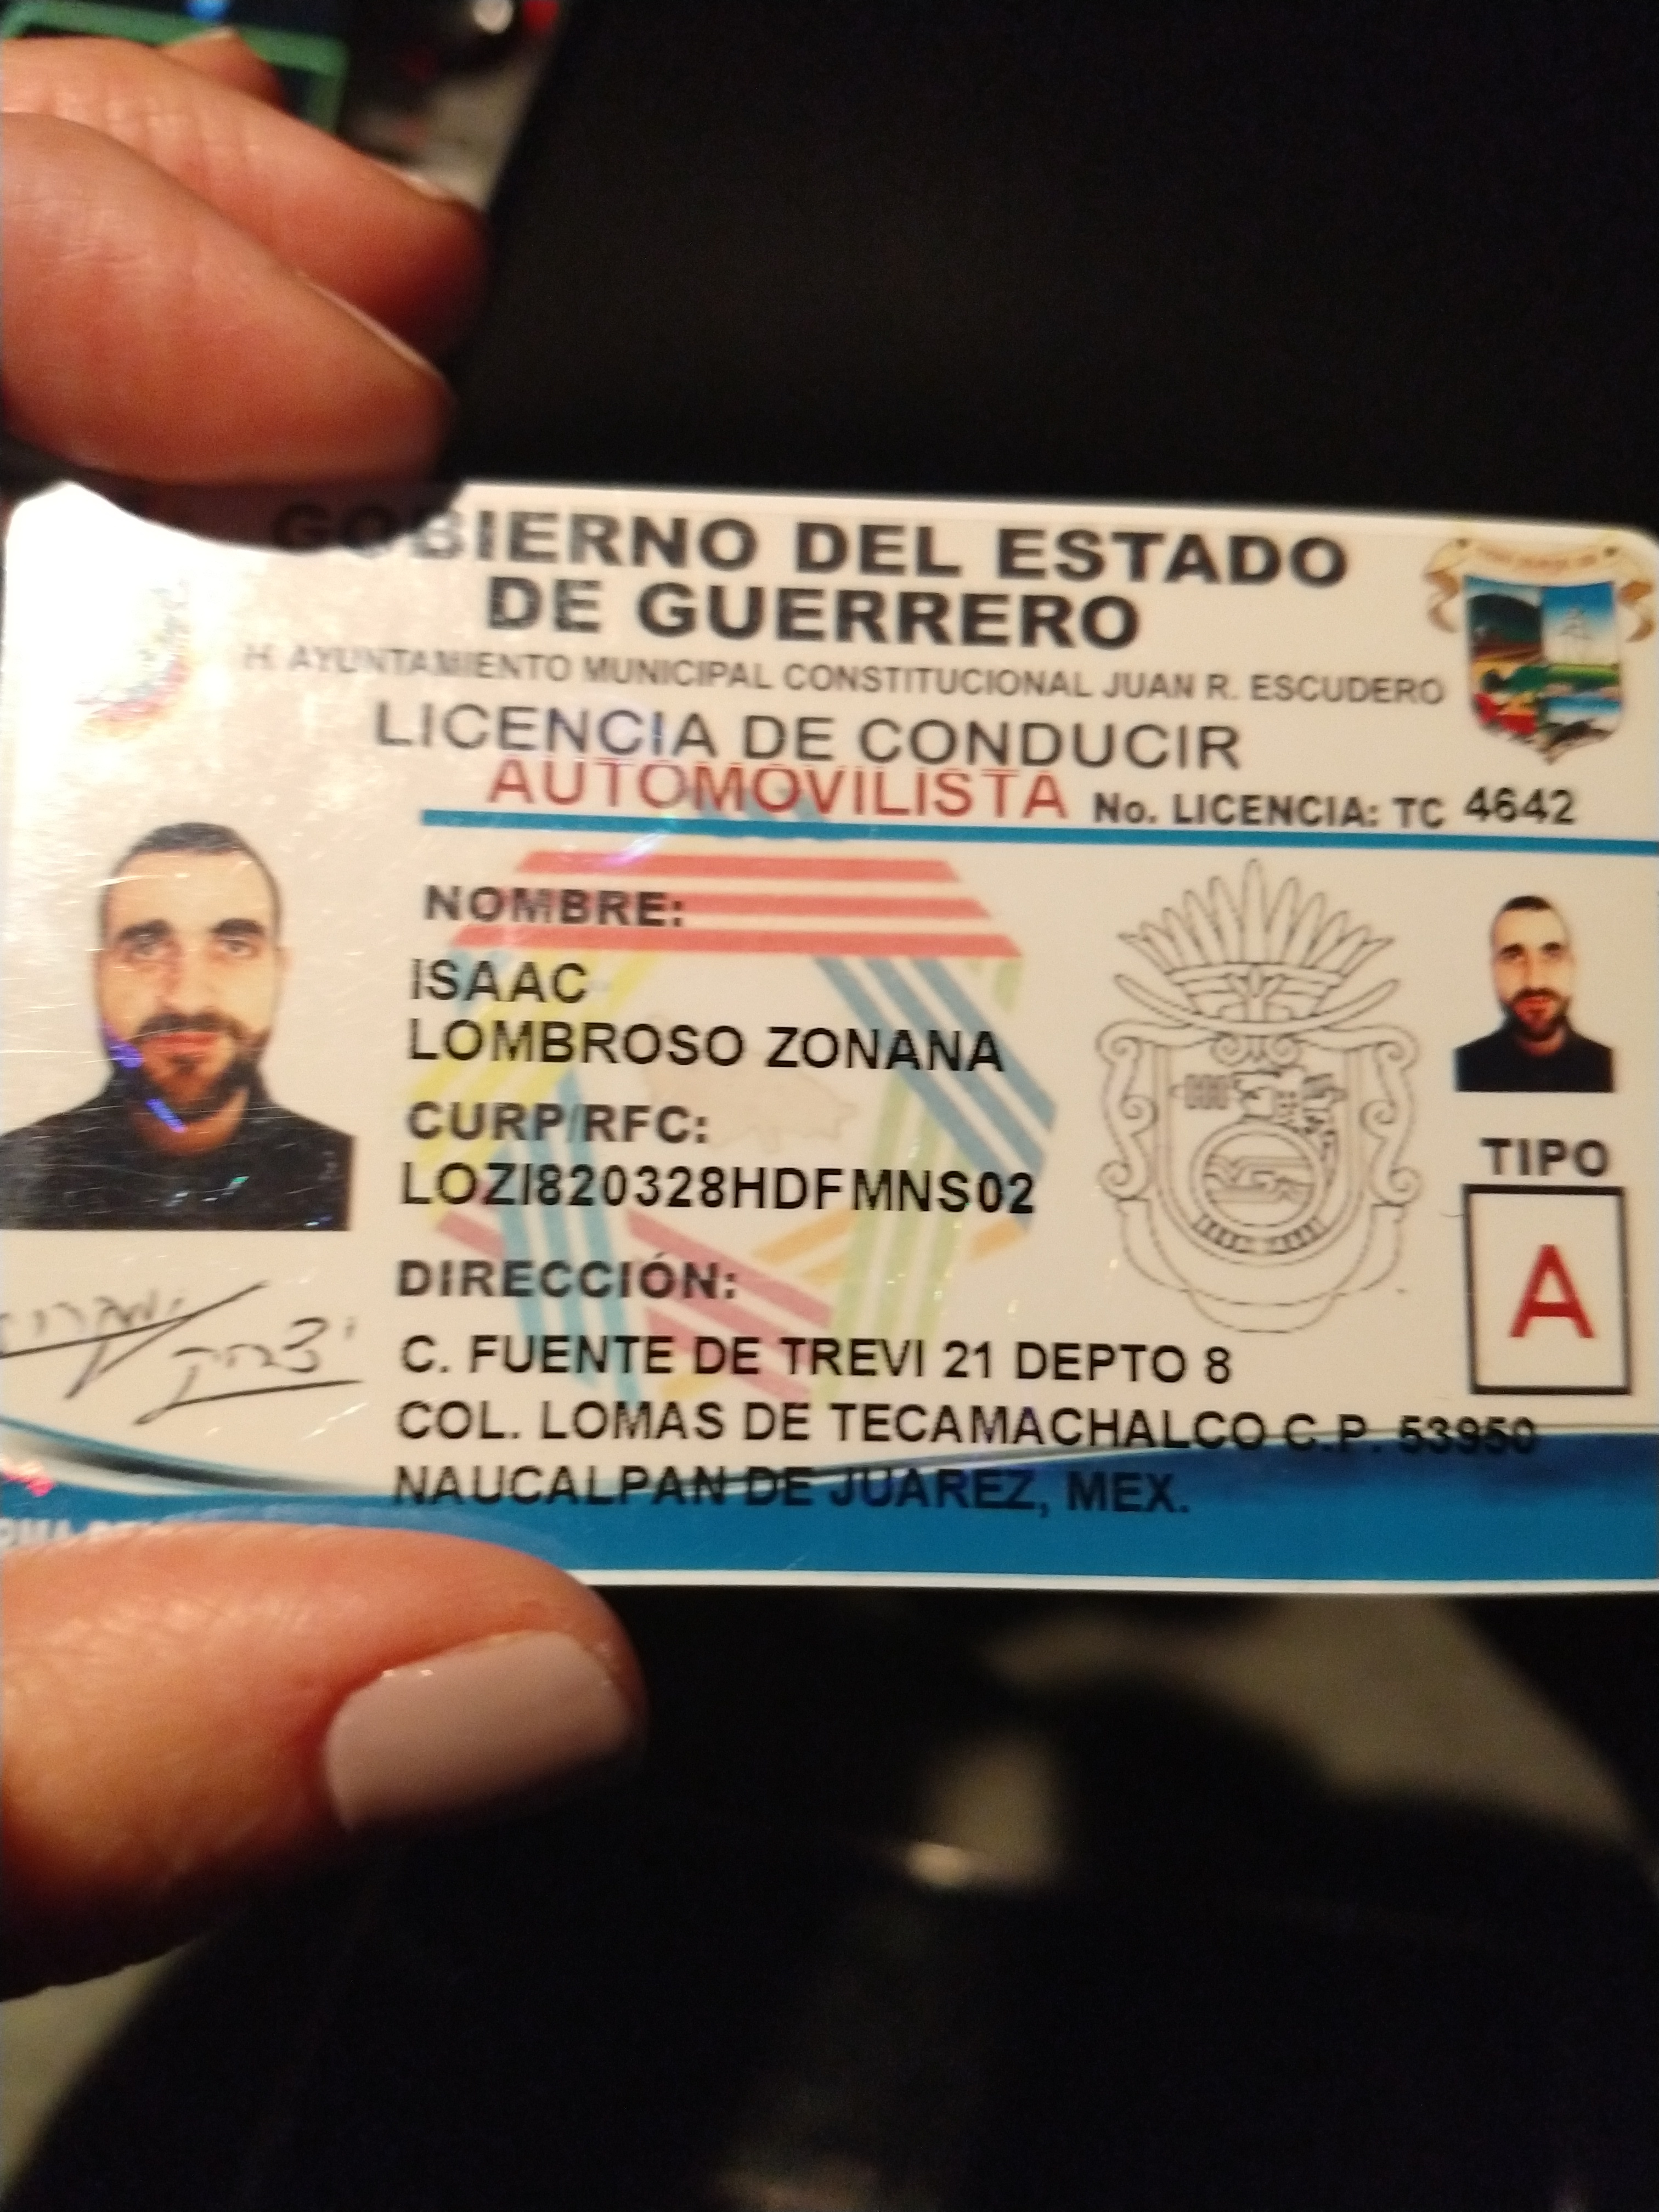 GOBIERNO DEL ESTADO
DE GUERRERO
H. AYUNTAMIENTO MUNICIPAL CONSTITUCIONAL JUAN R. ESCUDERO
LICENCIA DE CONDUCIR
AUTOMOVILISTA No. LICENCIA: TC 4642
NOMBRE:
ISAAC
LOMBROSO ZONANA
CURP/RFC:
LOZI820328HDFMNS02
DIRECCIÓN:
C. FUENTE DE TREVI 21 DEPTO 8
COL. LOMAS DE TECAMACHALCO C.P. 53950
NAUCALPAN DE JUAREZ, MEX.
TIPO
A